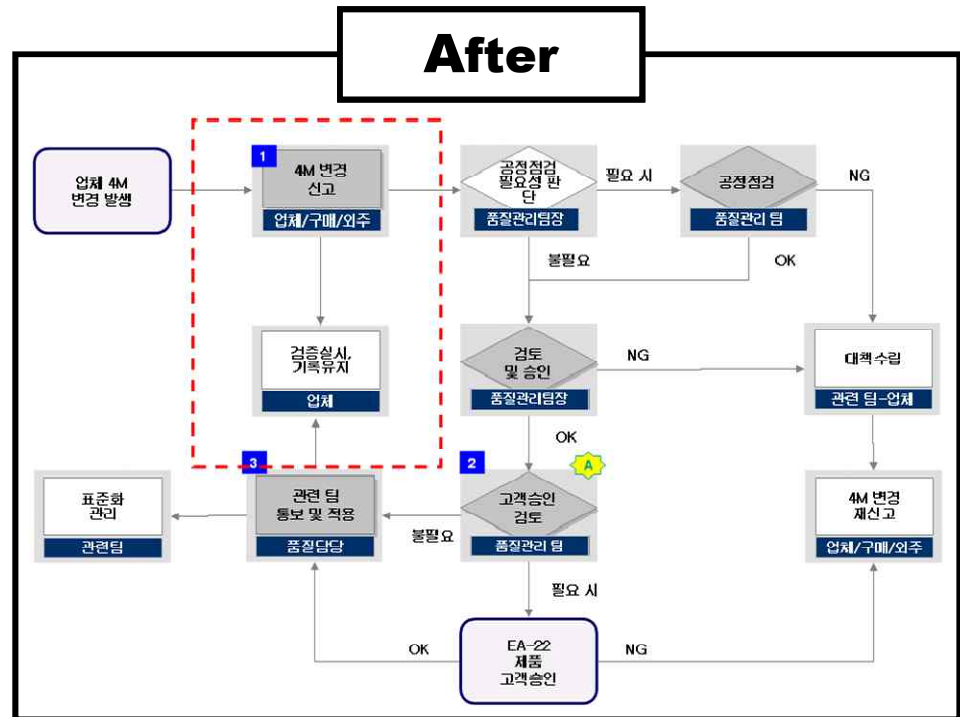 After
업체 4M
변경 발생
1
4M 변경
신고
업체/구매/외주
공정점검
필요성 판
단
품질관리팀장
필요 시
공정점검
품질관리 팀
NG
불필요
OK
검증실시,
기록유지
업체
검토
및 승인
품질관리팀장
NG
대책수립
관련 팀-업체
OK
표준화
관리
관련팀
3
관련 팀
통보 및 적용
품질담당
불필요
2
A
고객승인
검토
품질관리 팀
4M 변경
재신고
업체/구매/외주
필요 시
OK
EA-22
제품
고객승인
NG